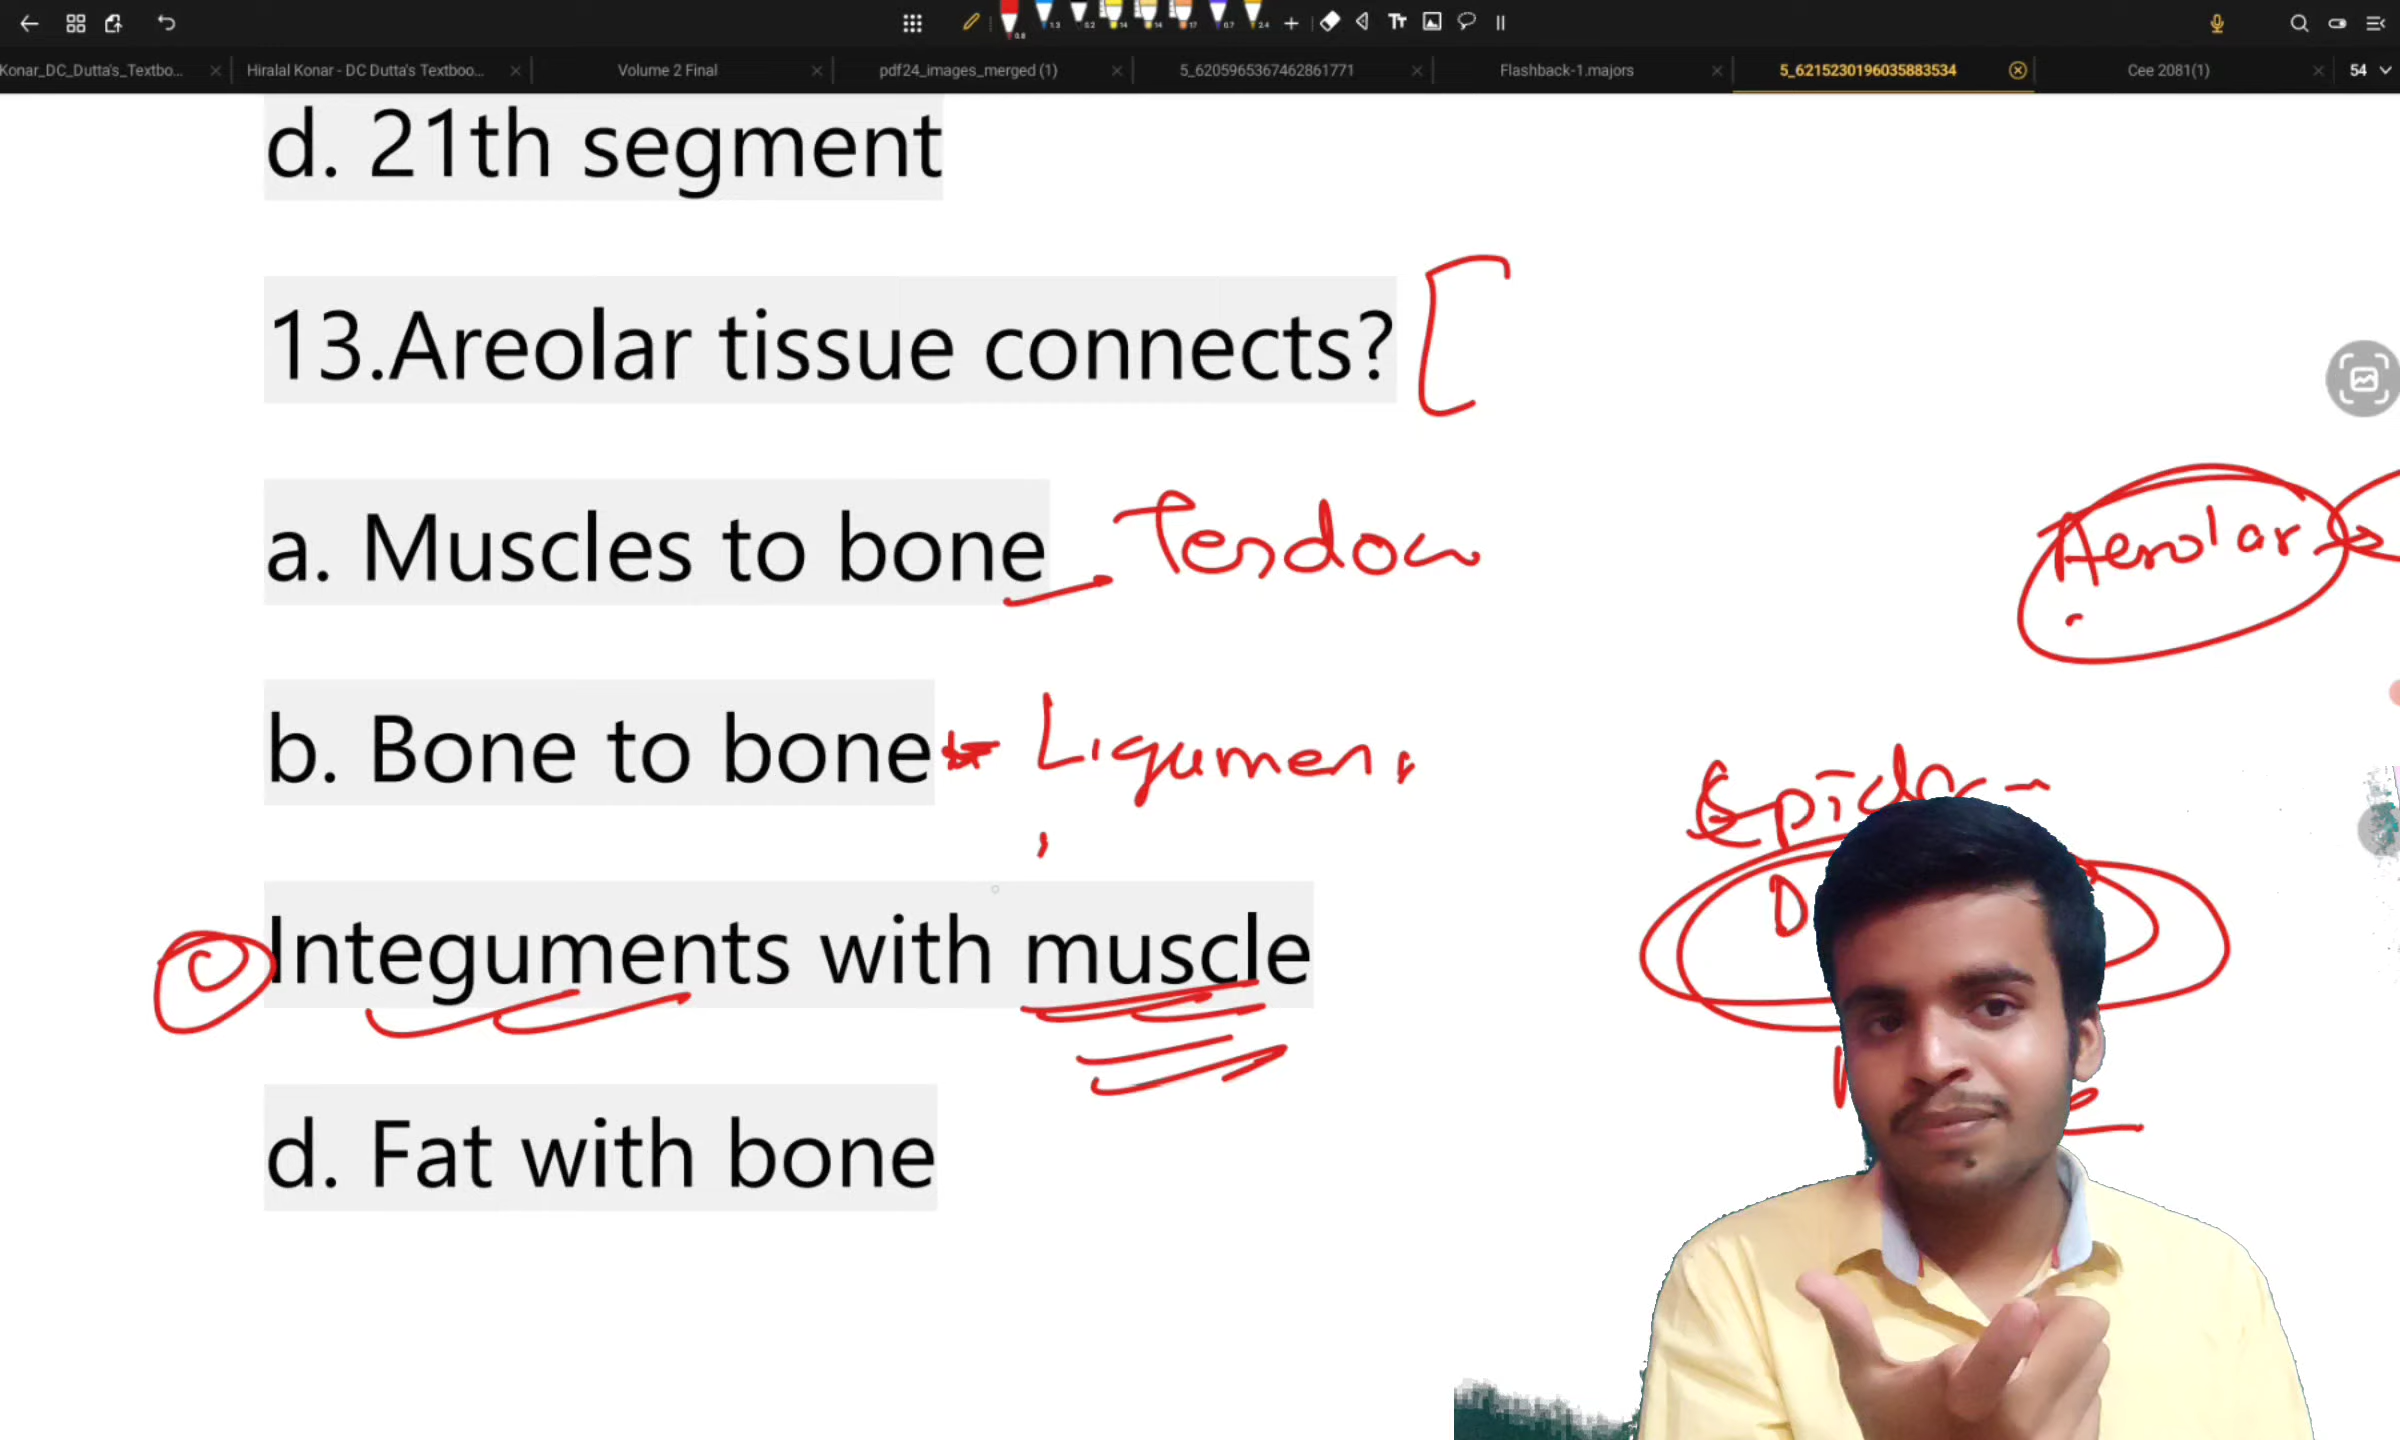 Konar_DC_Dutta's_Textbo...
Hiralal Konar - DC Dutta's Textboo...
Volume 2 Final
pdf24_images_merged (1)
5_6205965367462861771
Flashback-1.majors
5_6215230196035883534
Cee 2081(1)
54
d. 21th segment
13.Areolar tissue connects?
a. Muscles to bone Tendon
Aerolar
b. Bone to bone Ligument
c Integuments with muscle
d. Fat with bone